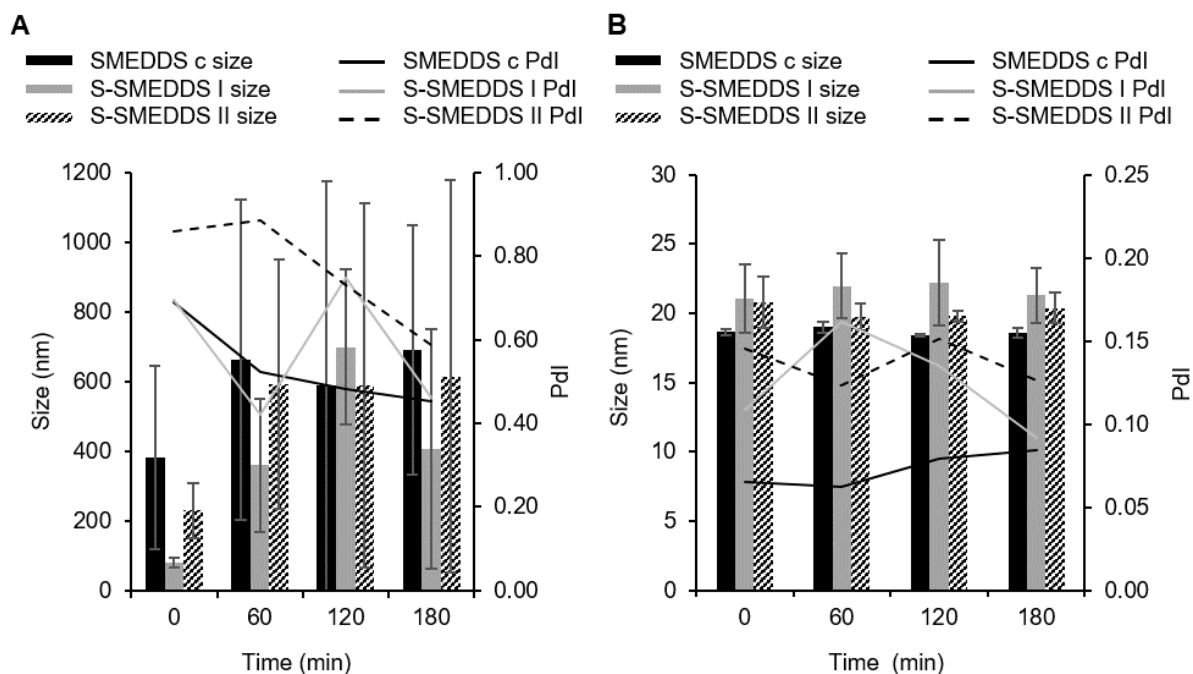 A
SMEDDS c size
SMEDDS c PdI
S-SMEDDS I size
S-SMEDDS I PdI
S-SMEDDS II size
S-SMEDDS II PdI
1200
1000
800
600
400
200
0
Size (nm)
1.00
0.80
0.60
0.40
0.20
0.00
PdI
0 60 120 180
Time (min)
B
SMEDDS c size
SMEDDS c PdI
S-SMEDDS I size
S-SMEDDS I PdI
S-SMEDDS II size
S-SMEDDS II PdI
30
25
20
15
10
5
0
Size (nm)
0.25
0.20
0.15
0.10
0.05
0.00
PdI
0 60 120 180
Time (min)